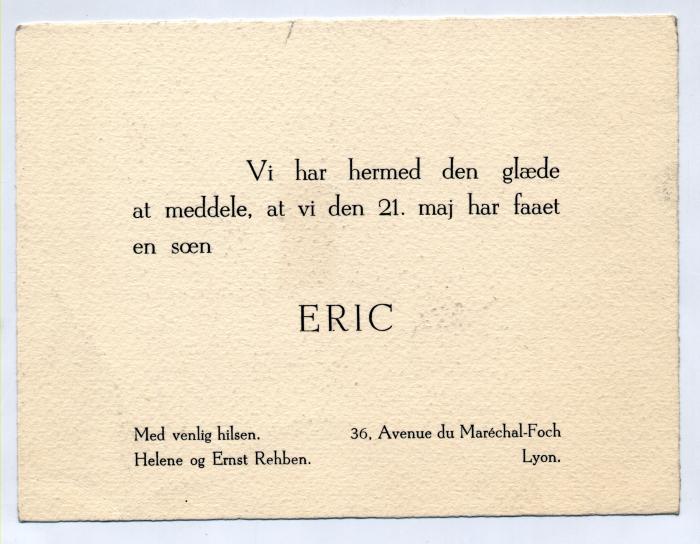 Vi har hermed den glæde
at meddele, at vi den 21. maj har faaet
en sœn
ERIC
Med venlig hilsen.
Helene og Ernst Rehben.
36, Avenue du Maréchal-Foch
Lyon.